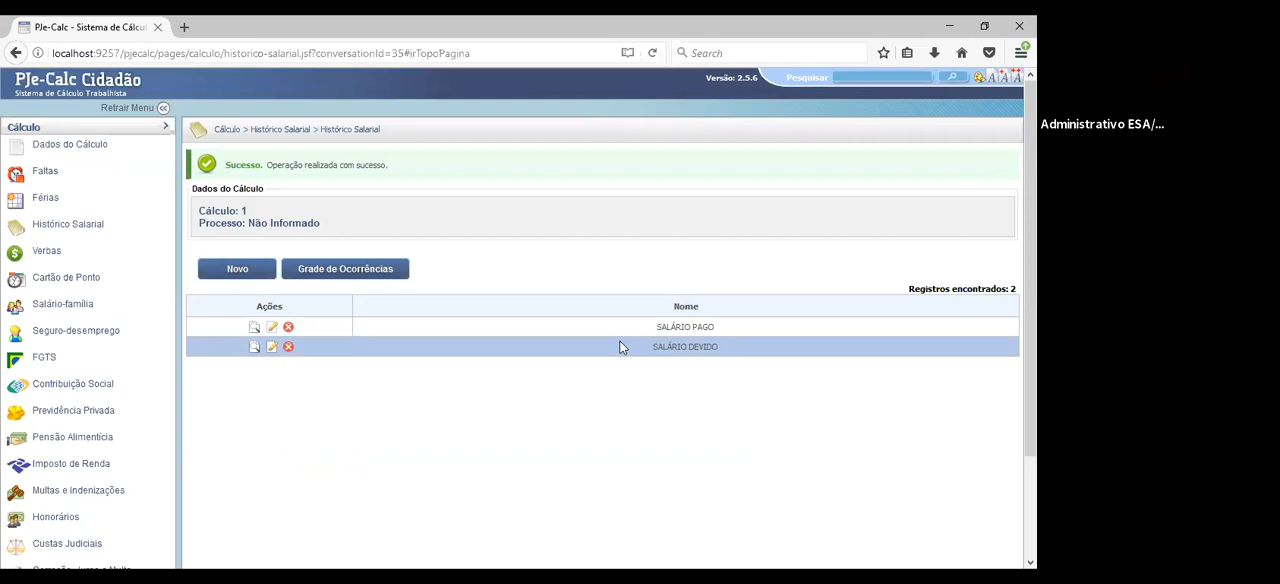 PJe-Calc - Sistema de Cálcul
localhost:9257/pjecalc/pages/calculo/historico-salarial.jsf?conversationId=35#irTopoPagina
Search
PJe-Calc Cidadão
Sistema de Cálculo Trabalhista
Versão: 2.5.6
Pesquisar
Retrair Menu
Administrativo ESA/...
Cálculo
Dados do Cálculo
Faltas
Férias
Histórico Salarial
Verbas
Cartão de Ponto
Salário-família
Seguro-desemprego
FGTS
Contribuição Social
Previdência Privada
Pensão Alimentícia
Imposto de Renda
Multas e Indenizações
Honorários
Custas Judiciais
Cálculo > Histórico Salarial > Histórico Salarial
Sucesso. Operação realizada com sucesso.
Dados do Cálculo
Cálculo: 1
Processo: Não Informado
Novo
Grade de Ocorrências
Registros encontrados: 2
Ações Nome
SALÁRIO PAGO
SALÁRIO DEVIDO